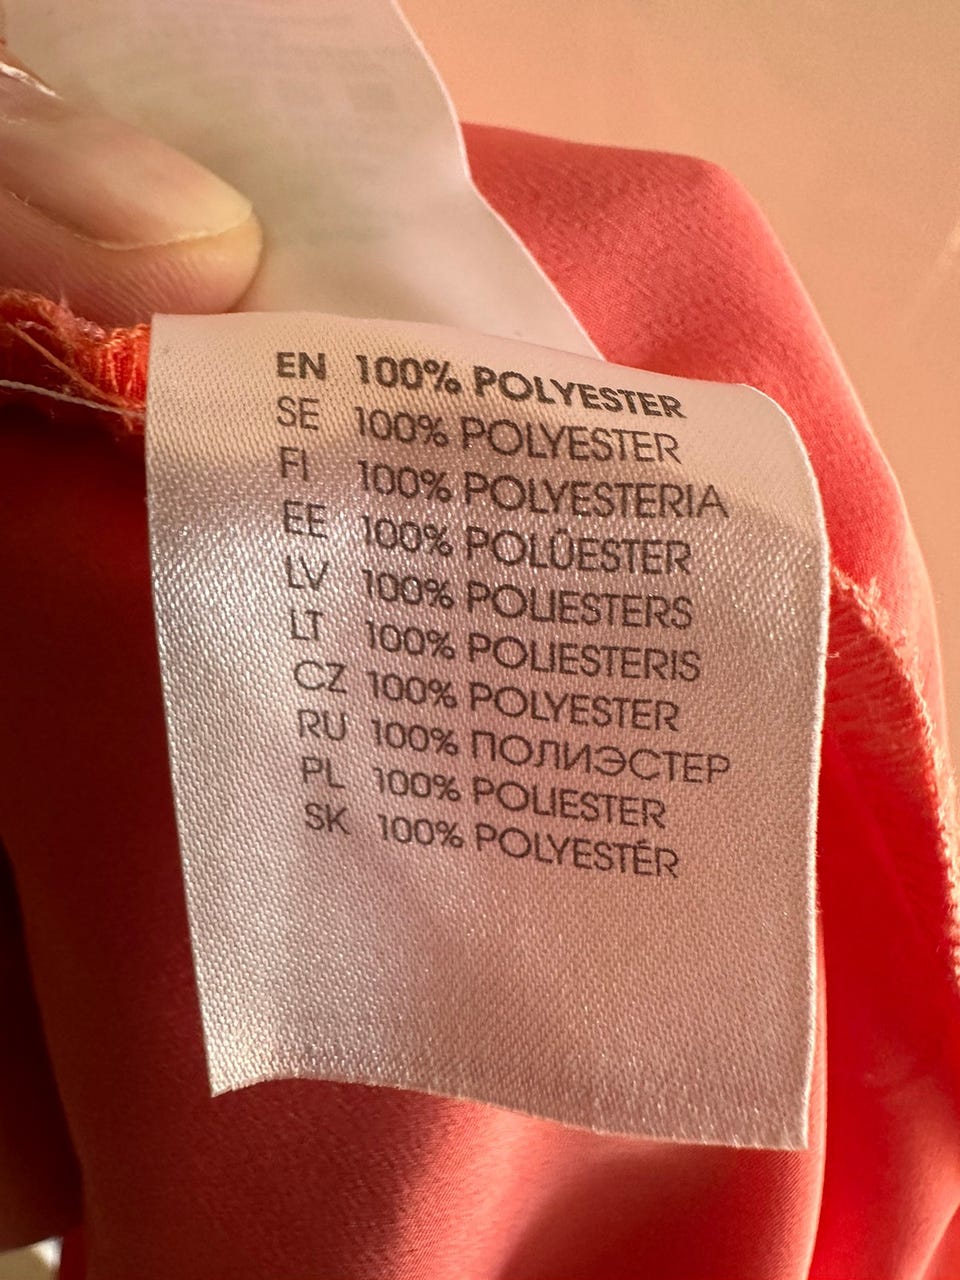 EN 100% POLYESTER
SE 100% POLYESTER
FI 100% POLYESTERIA
EE 100% POLÜESTER
LV 100% POLIESTERS
LT 100% POLIESTERIS
CZ 100% POLYESTER
RU 100% ПОЛИЭСТЕР
PL 100% POLIESTER
SK 100% POLYESTÉR